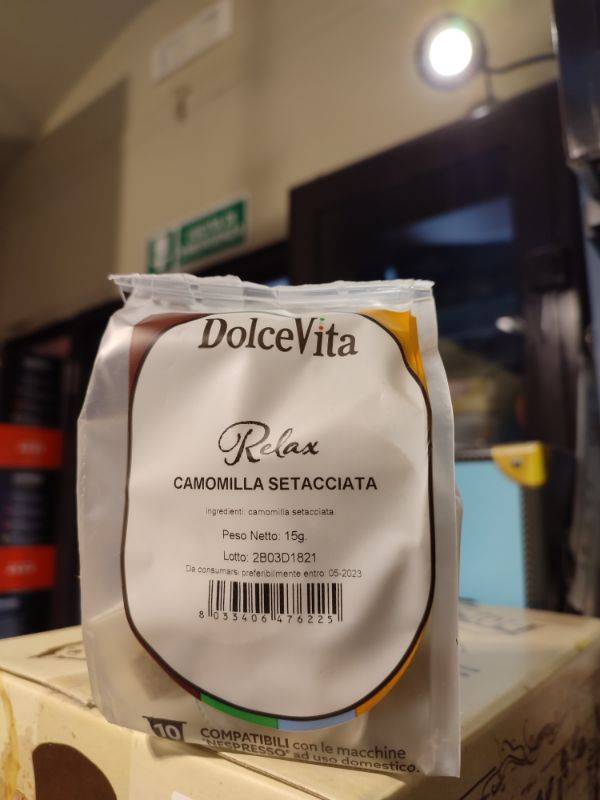 DolceVita
Relax
CAMOMILLA SETACCIATA
ingredienti: camomilla setacciata
Peso Netto: 15g.
Lotto: 2B03D1821
Da consumarsi preferibilmente entro: 05-2023
8 033406 476225
10
COMPATIBILI con le macchine
"NESPRESSO" ad uso domestico.